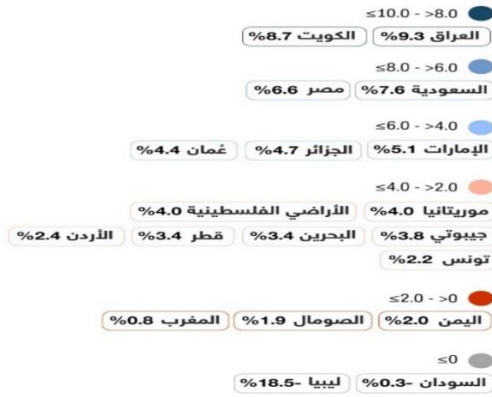 ≤10.0 - >8.0
العراق 9.3% الكويت 8.7%
≤8.0 - >6.0
السعودية 7.6% مصر 6.6%
≤6.0 - >4.0
الإمارات 5.1% الجزائر 4.7% عُمان 4.4%
≤4.0 - >2.0
موريتانيا 4.0% الأراضي الفلسطينية 4.0%
جيبوتي 3.8% البحرين 3.4% قطر 3.4% الأردن 2.4%
تونس 2.2%
≤2.0 - >0
اليمن 2.0% الصومال 1.9% المغرب 0.8%
≤0
السودان -0.3% ليبيا -18.5%